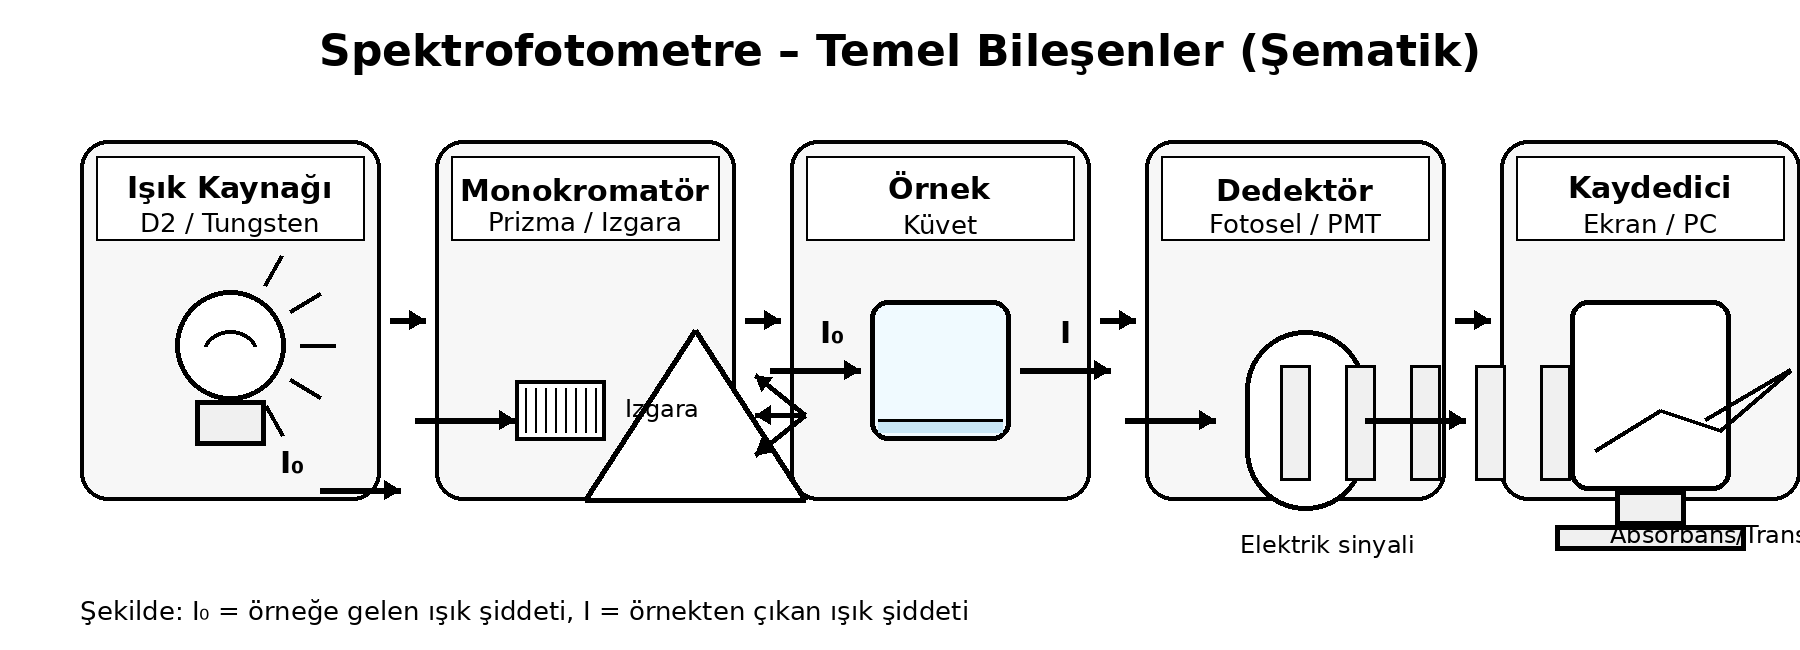 Spektrofotometre – Temel Bileşenler (Şematik)
Işık Kaynağı
D2 / Tungsten
I₀
Monokromatör
Prizma / Izgara
Izgara
Örnek
Küvet
I₀
I
Dedektör
Fotosel / PMT
Elektrik sinyali
Kaydedici
Ekran / PC
Absorbans/Trans
Şekilde: I₀ = örneğe gelen ışık şiddeti, I = örnekten çıkan ışık şiddeti